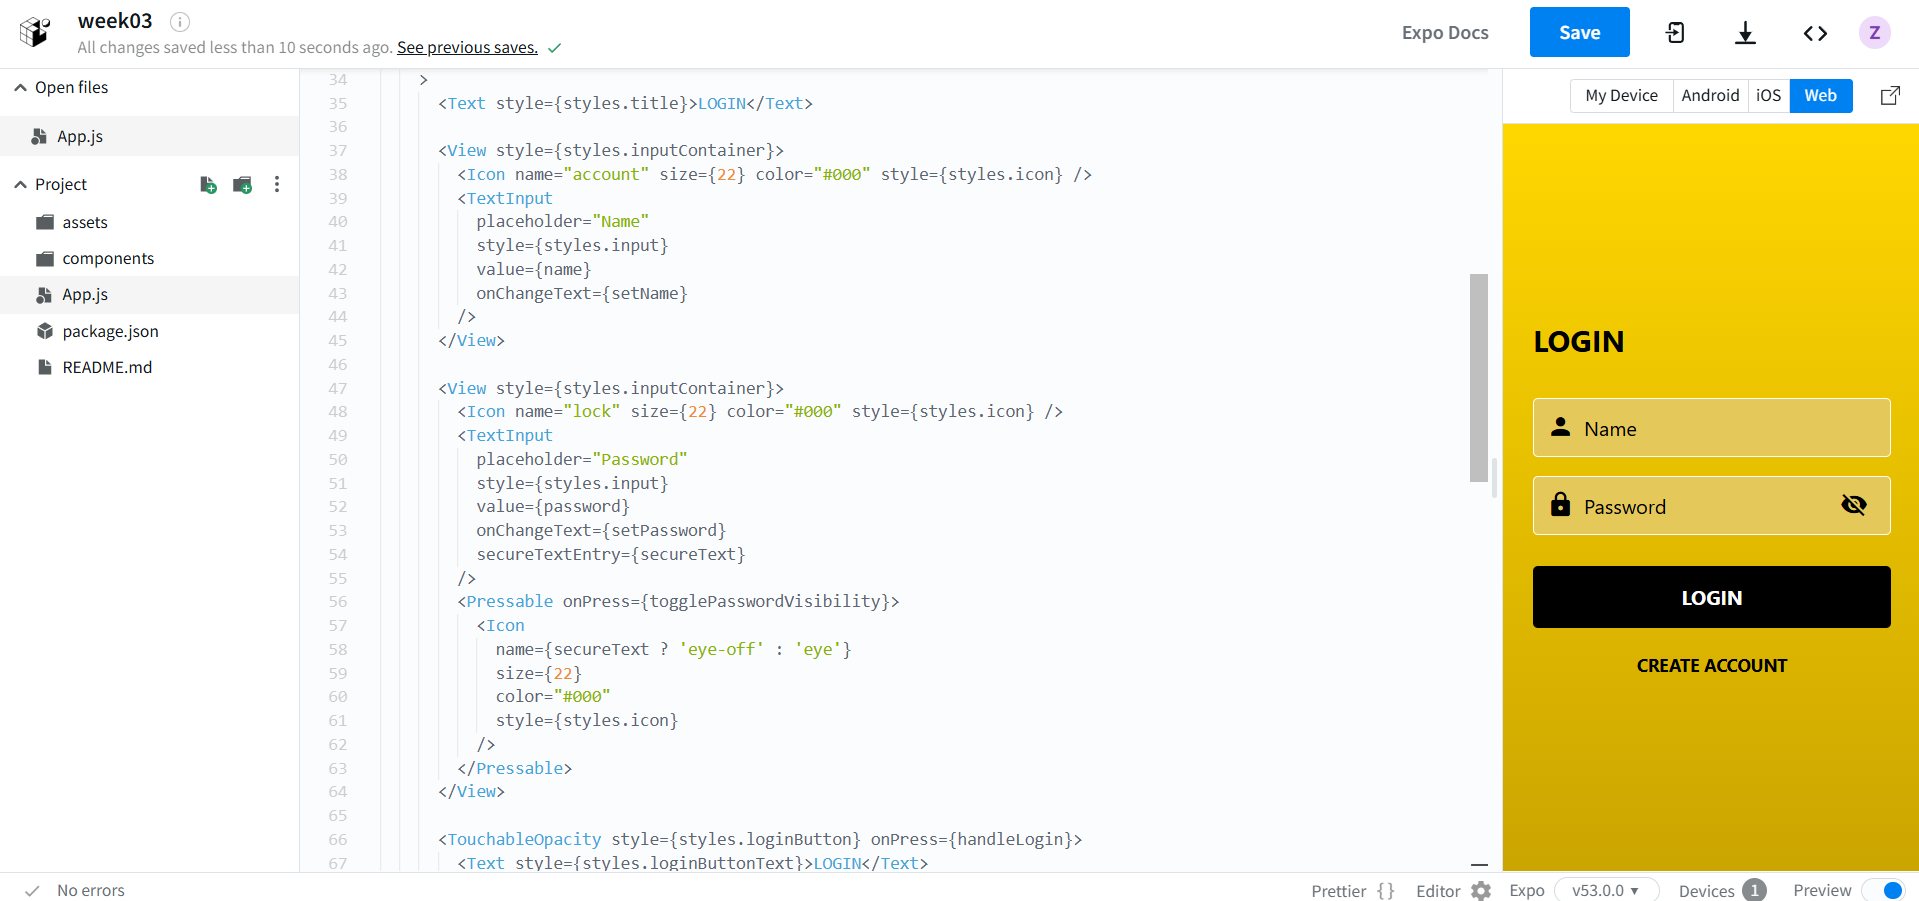 week03
All changes saved less than 10 seconds ago. See previous saves.
Expo Docs
Save
Z
Open files
App.js
Project
assets
components
App.js
package.json
README.md
34 >
35 <Text style={styles.title}>LOGIN</Text>
36
37 <View style={styles.inputContainer}>
38 <Icon name="account" size={22} color="#000" style={styles.icon} />
39 <TextInput
40 placeholder="Name"
41 style={styles.input}
42 value={name}
43 onChangeText={setName}
44 />
45 </View>
46
47 <View style={styles.inputContainer}>
48 <Icon name="lock" size={22} color="#000" style={styles.icon} />
49 <TextInput
50 placeholder="Password"
51 style={styles.input}
52 value={password}
53 onChangeText={setPassword}
54 secureTextEntry={secureText}
55 />
56 <Pressable onPress={togglePasswordVisibility}>
57 <Icon
58 name={secureText ? 'eye-off' : 'eye'}
59 size={22}
60 color="#000"
61 style={styles.icon}
62 />
63 </Pressable>
64 </View>
65
66 <TouchableOpacity style={styles.loginButton} onPress={handleLogin}>
67 <Text style={styles.loginButtonText}>LOGIN</Text>
My Device Android iOS Web
LOGIN
Name
Password
LOGIN
CREATE ACCOUNT
No errors
Prettier {} Editor Expo v53.0.0 Devices 1 Preview